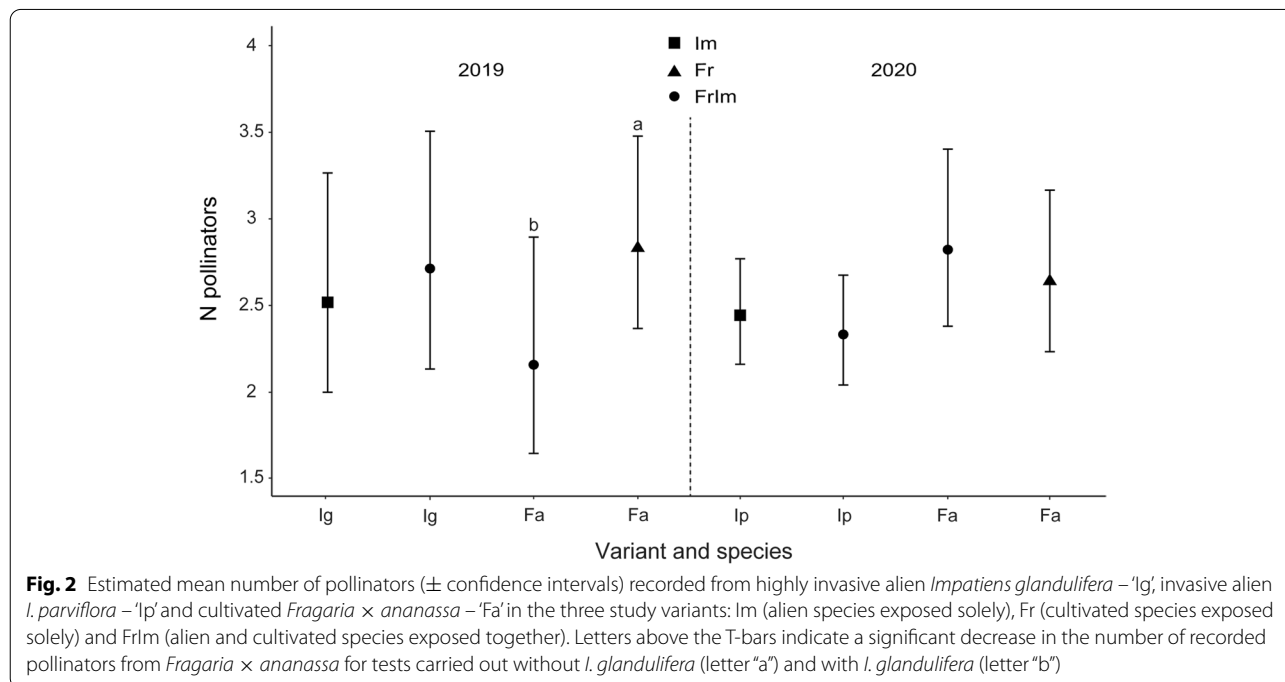 4
Im
2019
Fr
2020
FrIm
3.5
a
N pollinators
3
b
2.5
2
1.5
Ig Ig Fa Fa Ip Ip Fa Fa
Variant and species
Fig. 2 Estimated mean number of pollinators (± confidence intervals) recorded from highly invasive alien Impatiens glandulifera – ‘Ig’, invasive alien
I. parviflora – ‘Ip’ and cultivated Fragaria × ananassa – ‘Fa’ in the three study variants: Im (alien species exposed solely), Fr (cultivated species exposed
solely) and FrIm (alien and cultivated species exposed together). Letters above the T-bars indicate a significant decrease in the number of recorded
pollinators from Fragaria × ananassa for tests carried out without I. glandulifera (letter “a”) and with I. glandulifera (letter “b”)